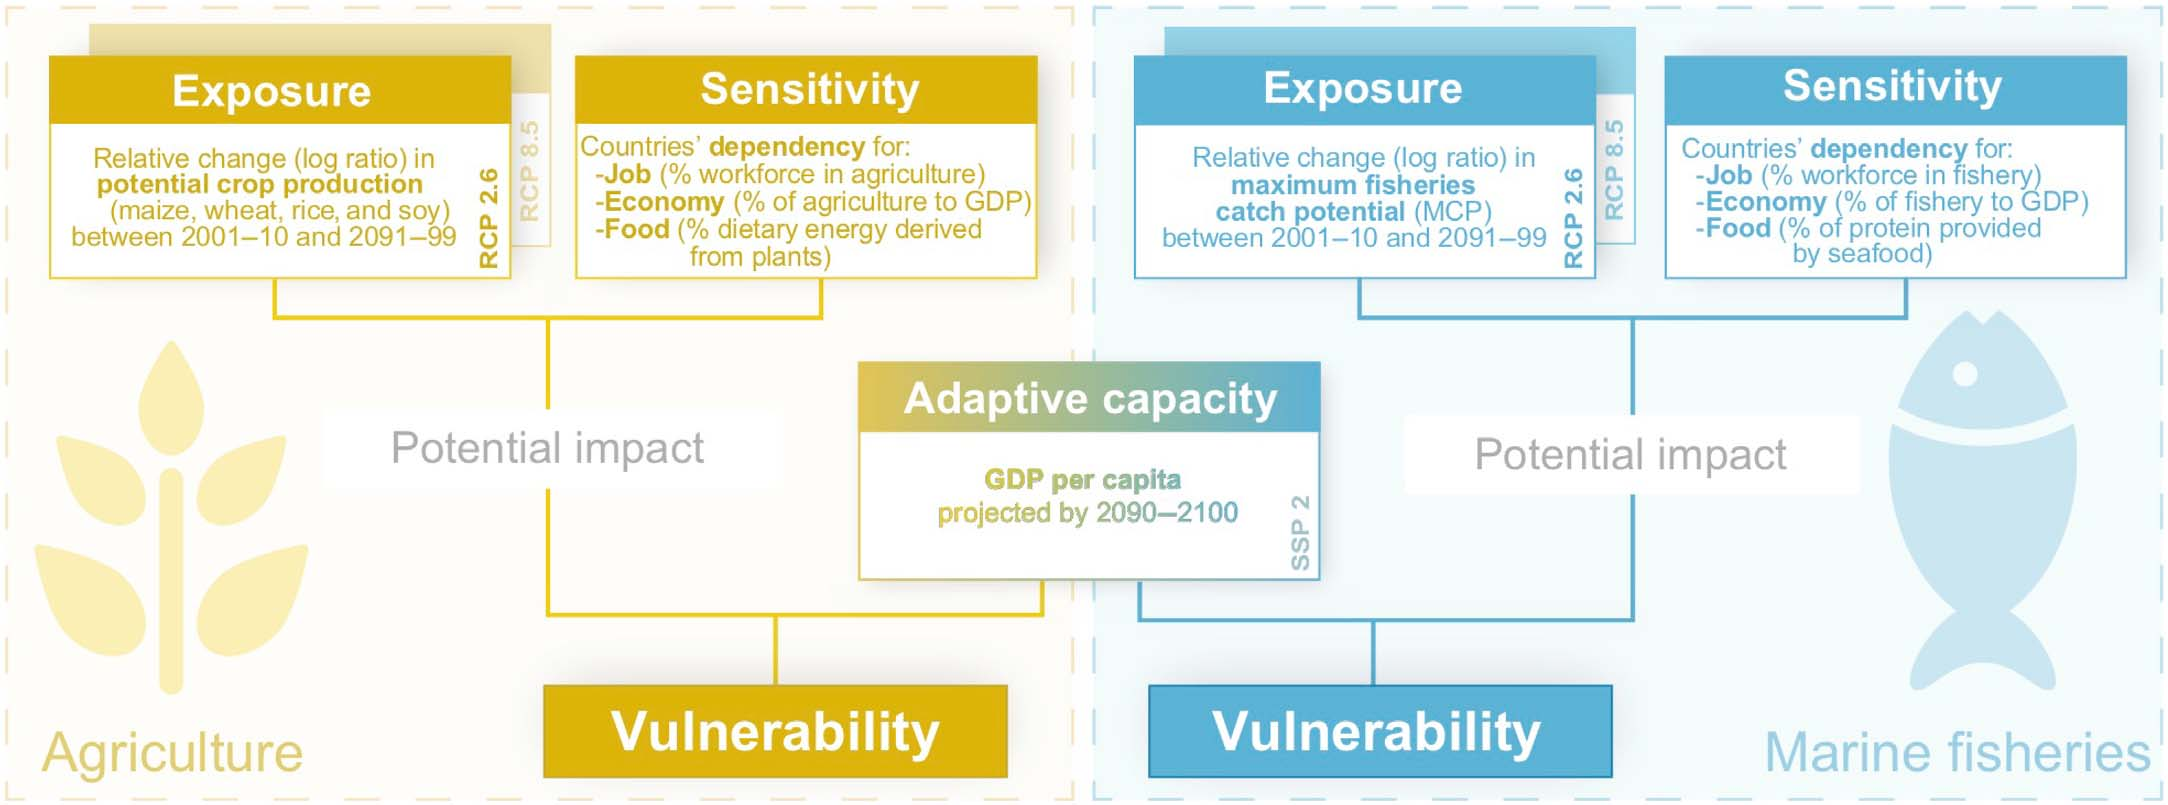 Exposure
Relative change (log ratio) in
potential crop production
(maize, wheat, rice, and soy)
between 2001–10 and 2091–99
RCP 2.6
RCP 8.5
Sensitivity
Countries' dependency for:
-Job (% workforce in agriculture)
-Economy (% of agriculture to GDP)
-Food (% dietary energy derived
from plants)
Exposure
Relative change (log ratio) in
maximum fisheries
catch potential (MCP)
between 2001–10 and 2091–99
RCP 2.6
RCP 8.5
Sensitivity
Countries' dependency for:
-Job (% workforce in fishery)
-Economy (% of fishery to GDP)
-Food (% of protein provided
by seafood)
Potential impact
Adaptive capacity
GDP per capita
projected by 2090–2100
SSP 2
Potential impact
Vulnerability
Vulnerability
Agriculture
Marine fisheries